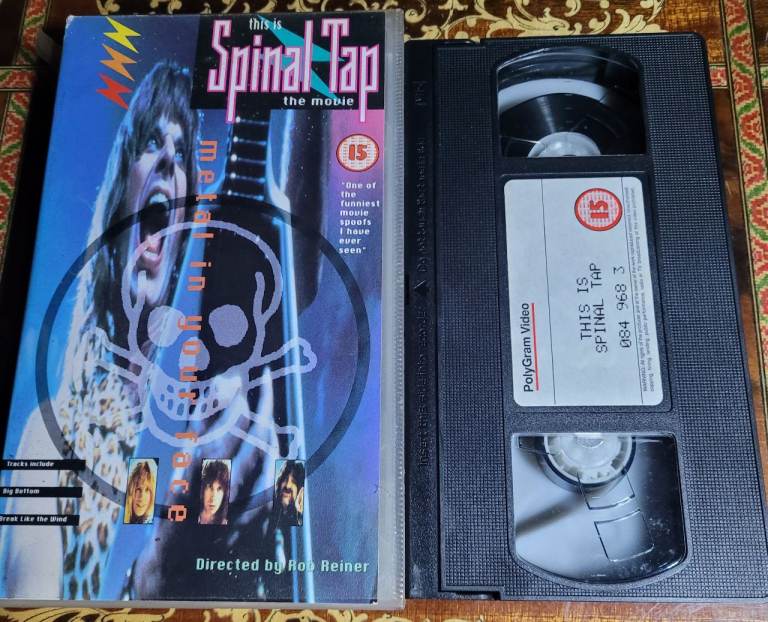 this is
Spinal Tap
the movie
15
"One of
the
funniest
movie
spoofs
I have
ever
seen"
metal in your face
Tracks include
Big Bottom
Break Like the Wind
Directed by Rob Reiner
PolyGram Video
15
THIS IS
SPINAL TAP
084 968 3